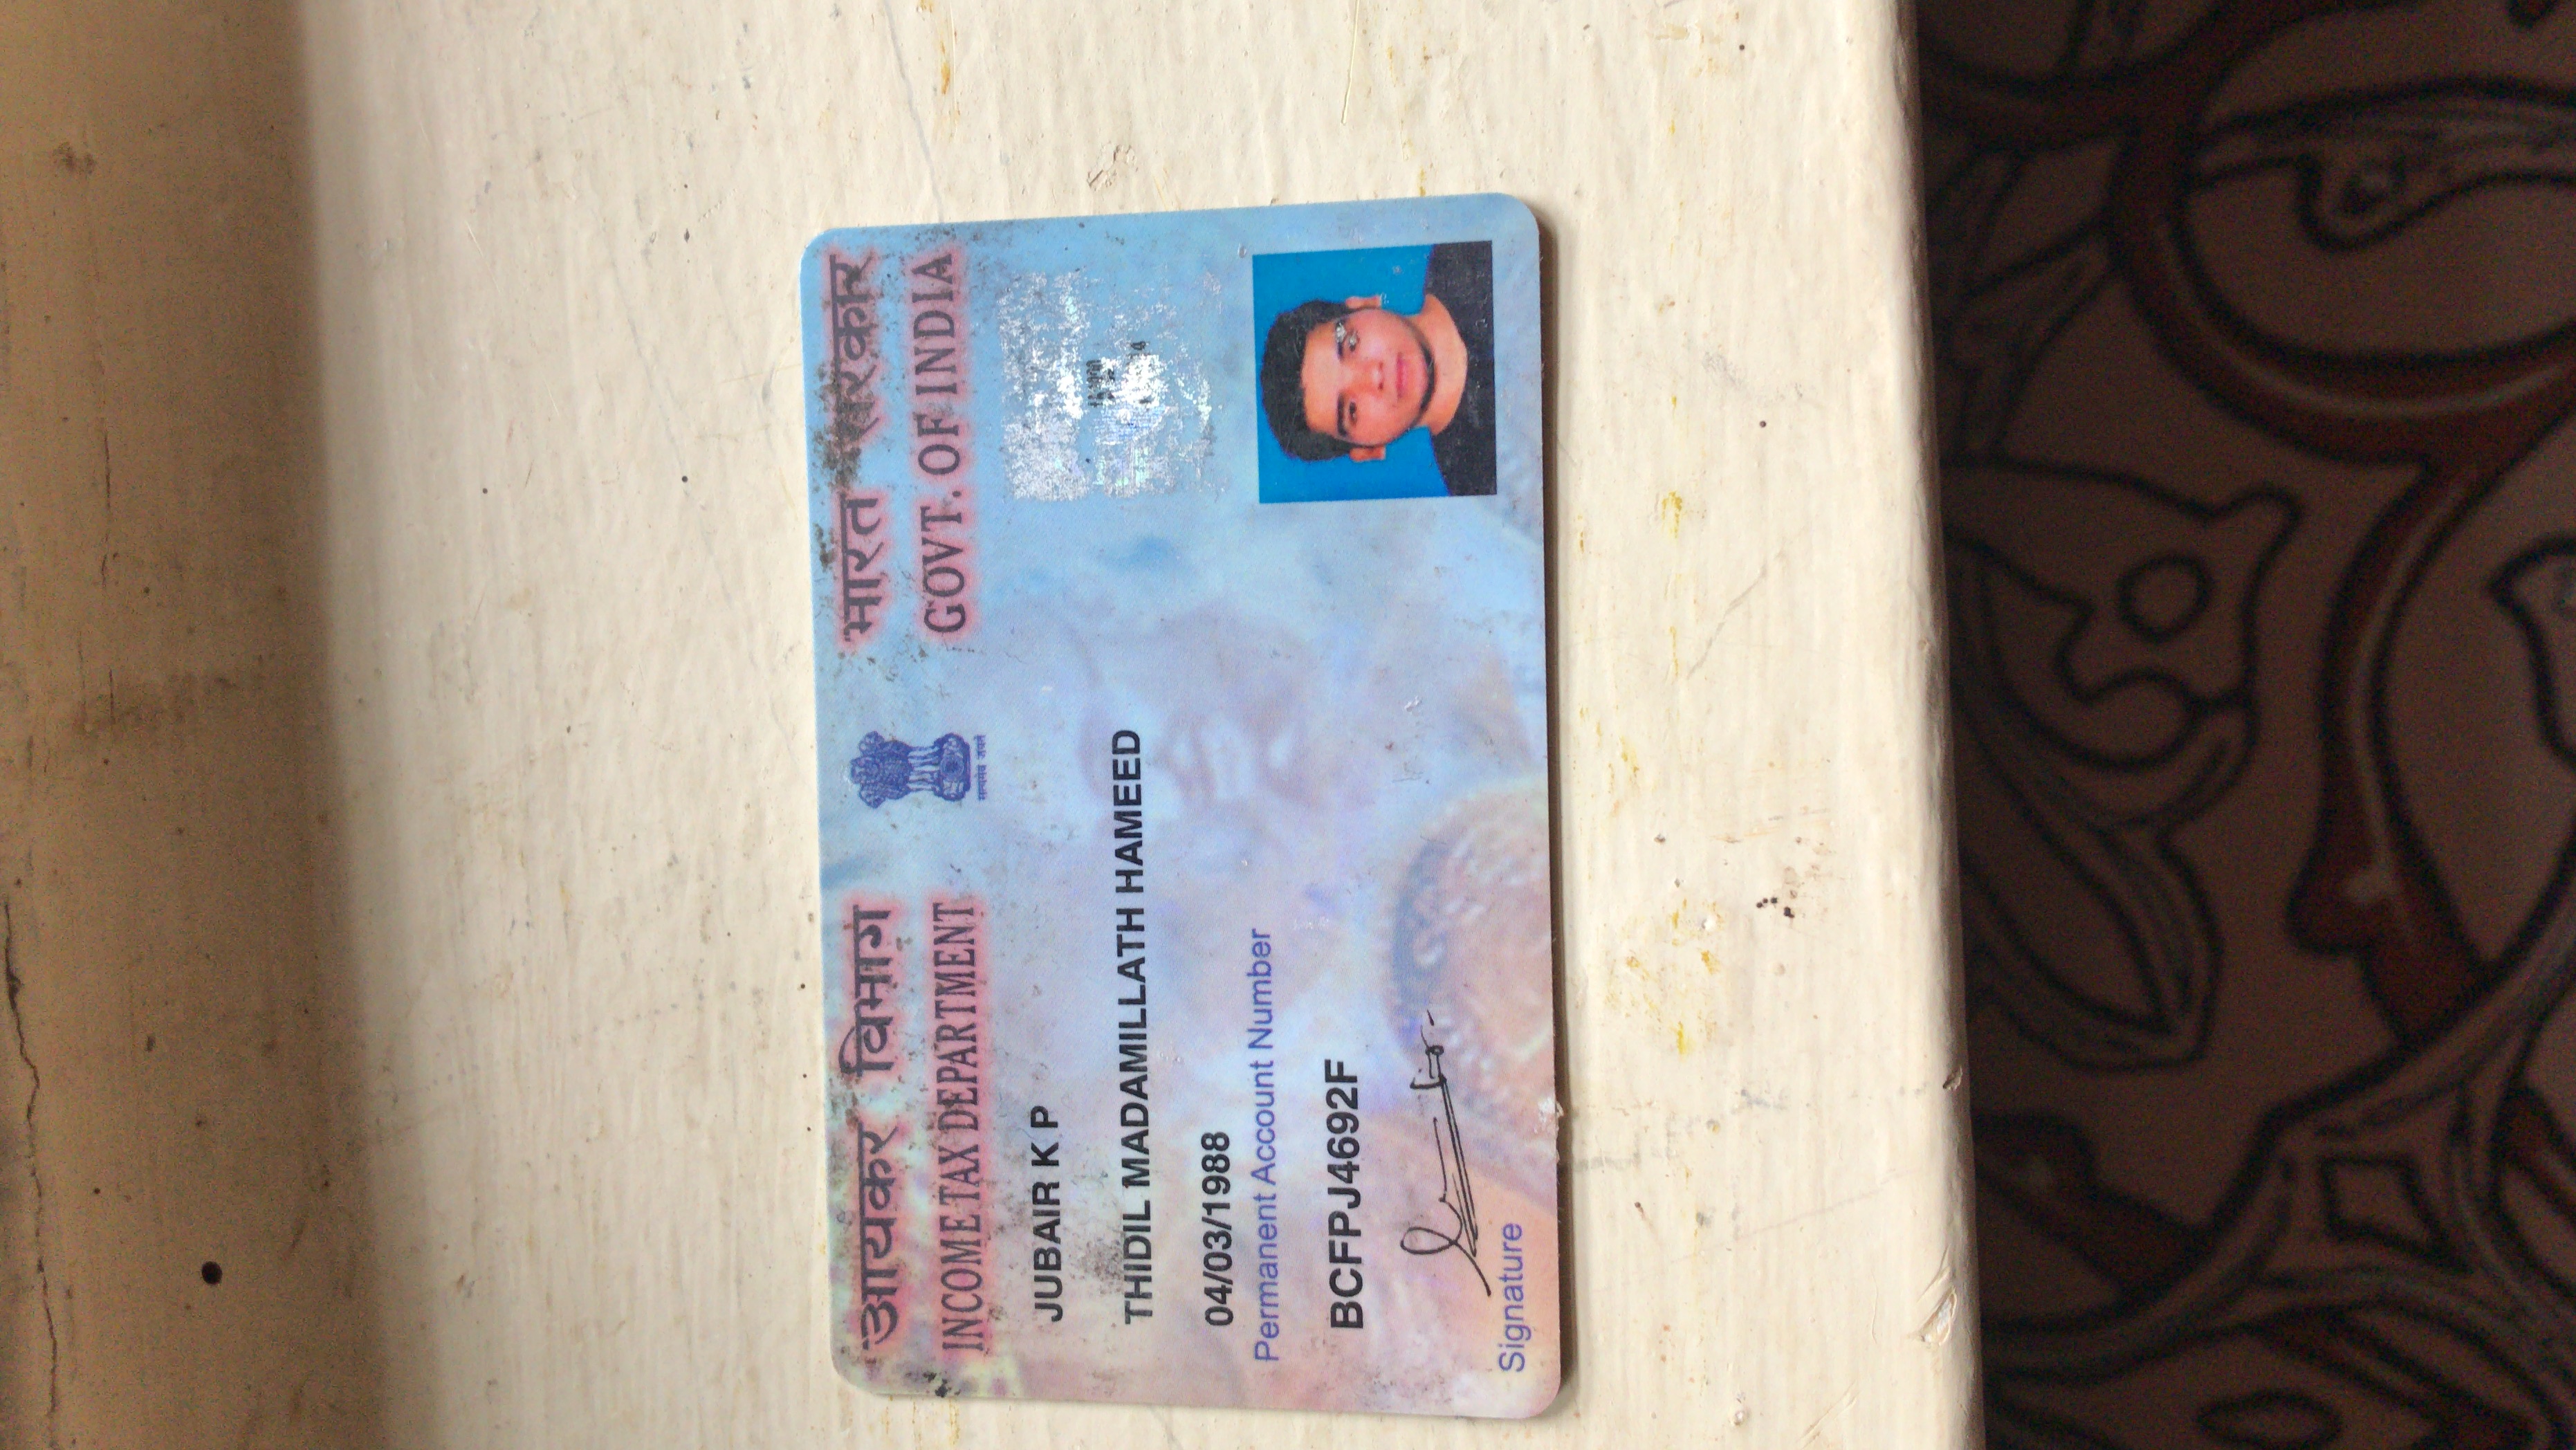 आयकर विभाग
भारत सरकार
INCOME TAX DEPARTMENT
GOVT. OF INDIA
सत्यमेव जयते
JUBAIR K P
THIDIL MADAMILLATH HAMEED
04/03/1988
Permanent Account Number
BCFPJ4692F
Signature